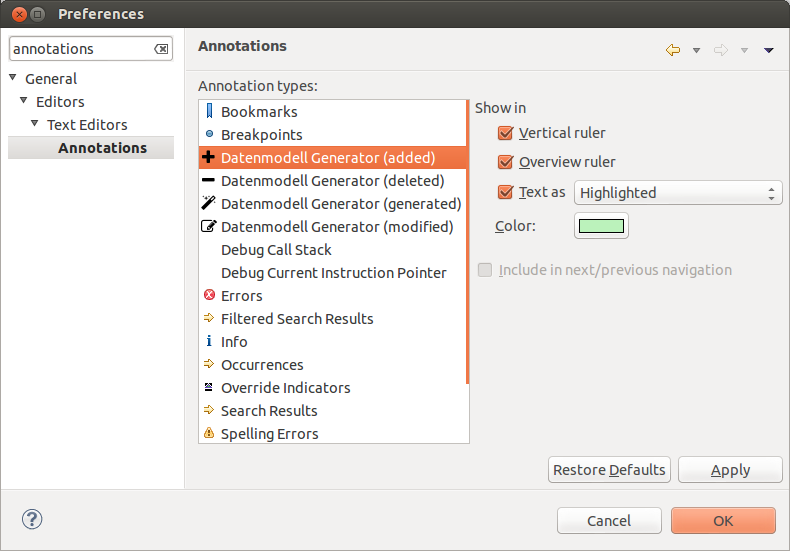 Preferences
annotations
General
Editors
Text Editors
Annotations
Annotations
Annotation types:
Bookmarks
Breakpoints
Datenmodell Generator (added)
Datenmodell Generator (deleted)
Datenmodell Generator (generated)
Datenmodell Generator (modified)
Debug Call Stack
Debug Current Instruction Pointer
Errors
Filtered Search Results
Info
Occurrences
Override Indicators
Search Results
Spelling Errors
Show in
Vertical ruler
Overview ruler
Text as Highlighted
Color:
Include in next/previous navigation
Restore Defaults Apply
Cancel OK